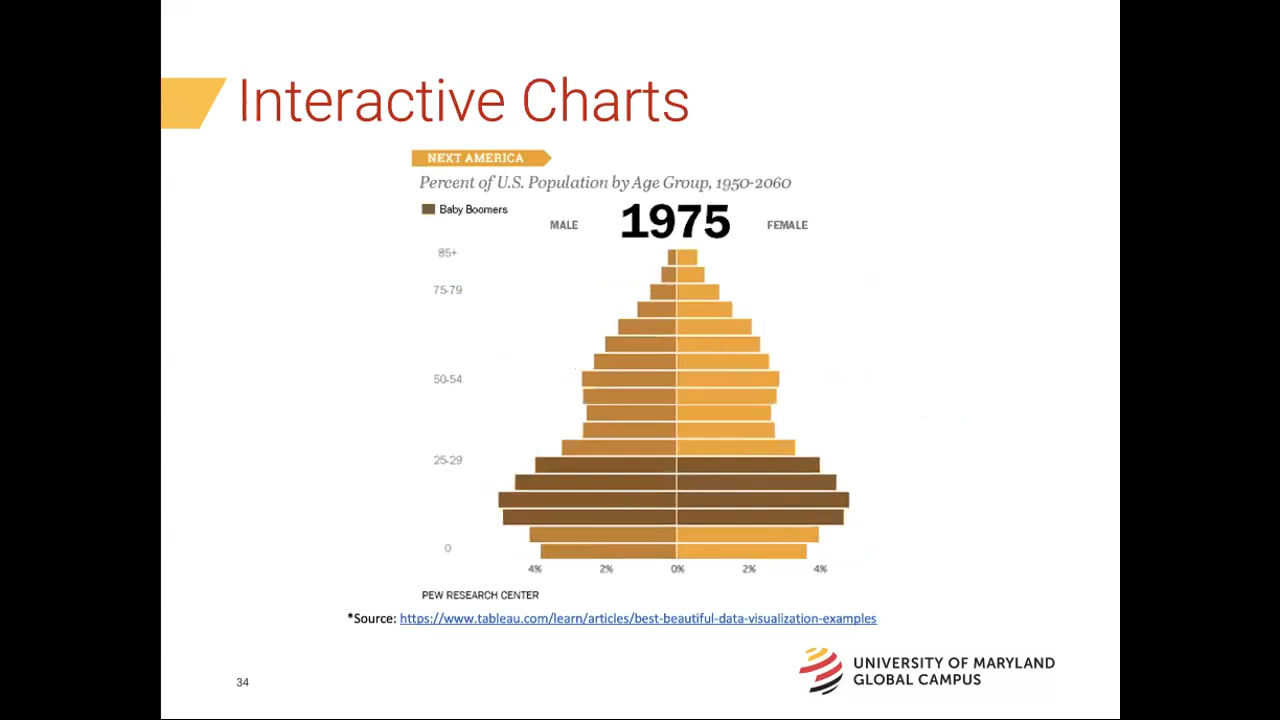 Interactive Charts
NEXT AMERICA
Percent of U.S. Population by Age Group, 1950-2060
Baby Boomers
MALE 1975 FEMALE
85+
75-79
50-54
25-29
0
4% 2% 0% 2% 4%
PEW RESEARCH CENTER
*Source: https://www.tableau.com/learn/articles/best-beautiful-data-visualization-examples
UNIVERSITY OF MARYLAND
GLOBAL CAMPUS
34